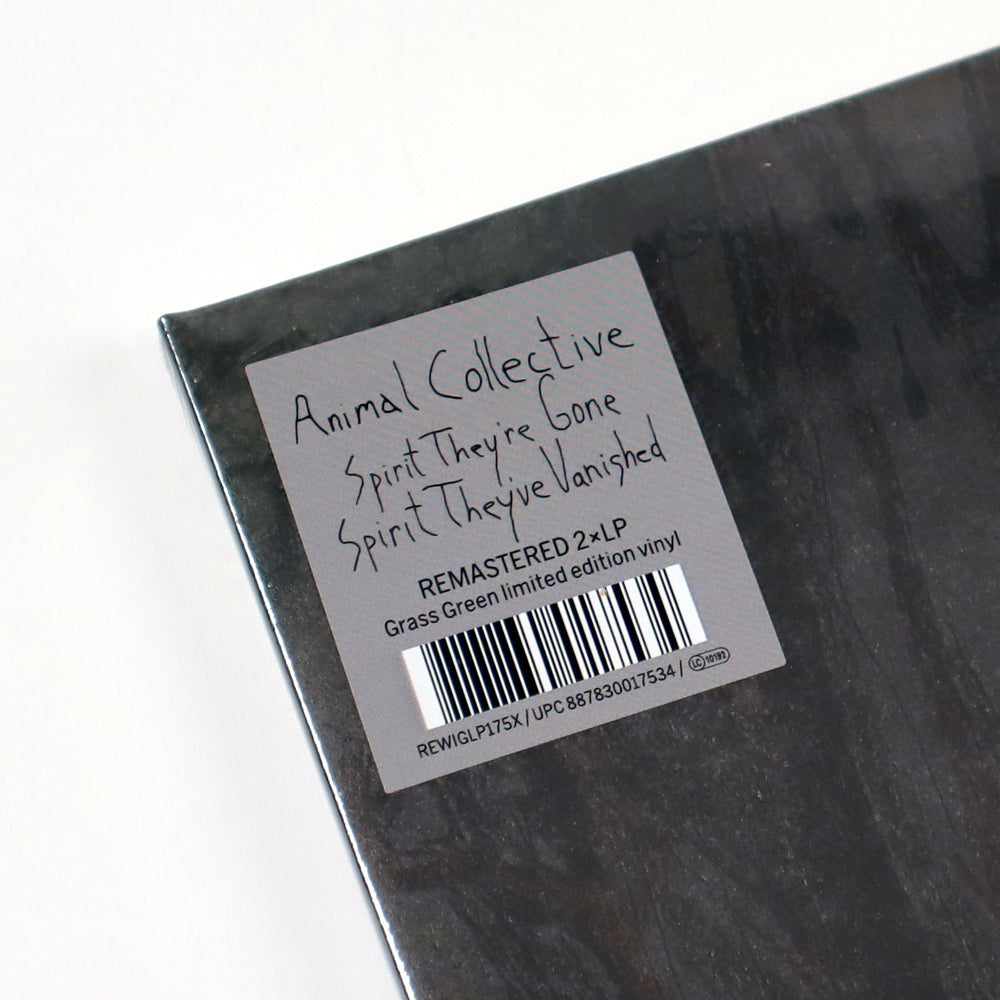 Animal Collective
Spirit They're Gone
Spirit They've Vanished
REMASTERED 2×LP
Grass Green limited edition vinyl
REWIGLP175X / UPC 887830017534 / LC 10192